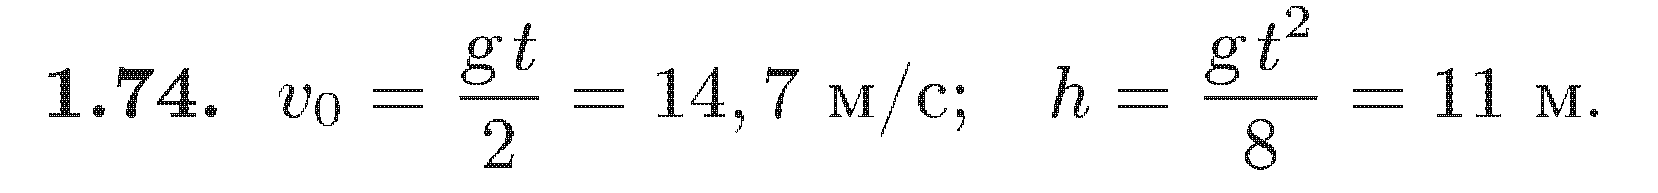 1.74. v₀ = gt/2 = 14,7 м/с; h = gt²/8 = 11 м.